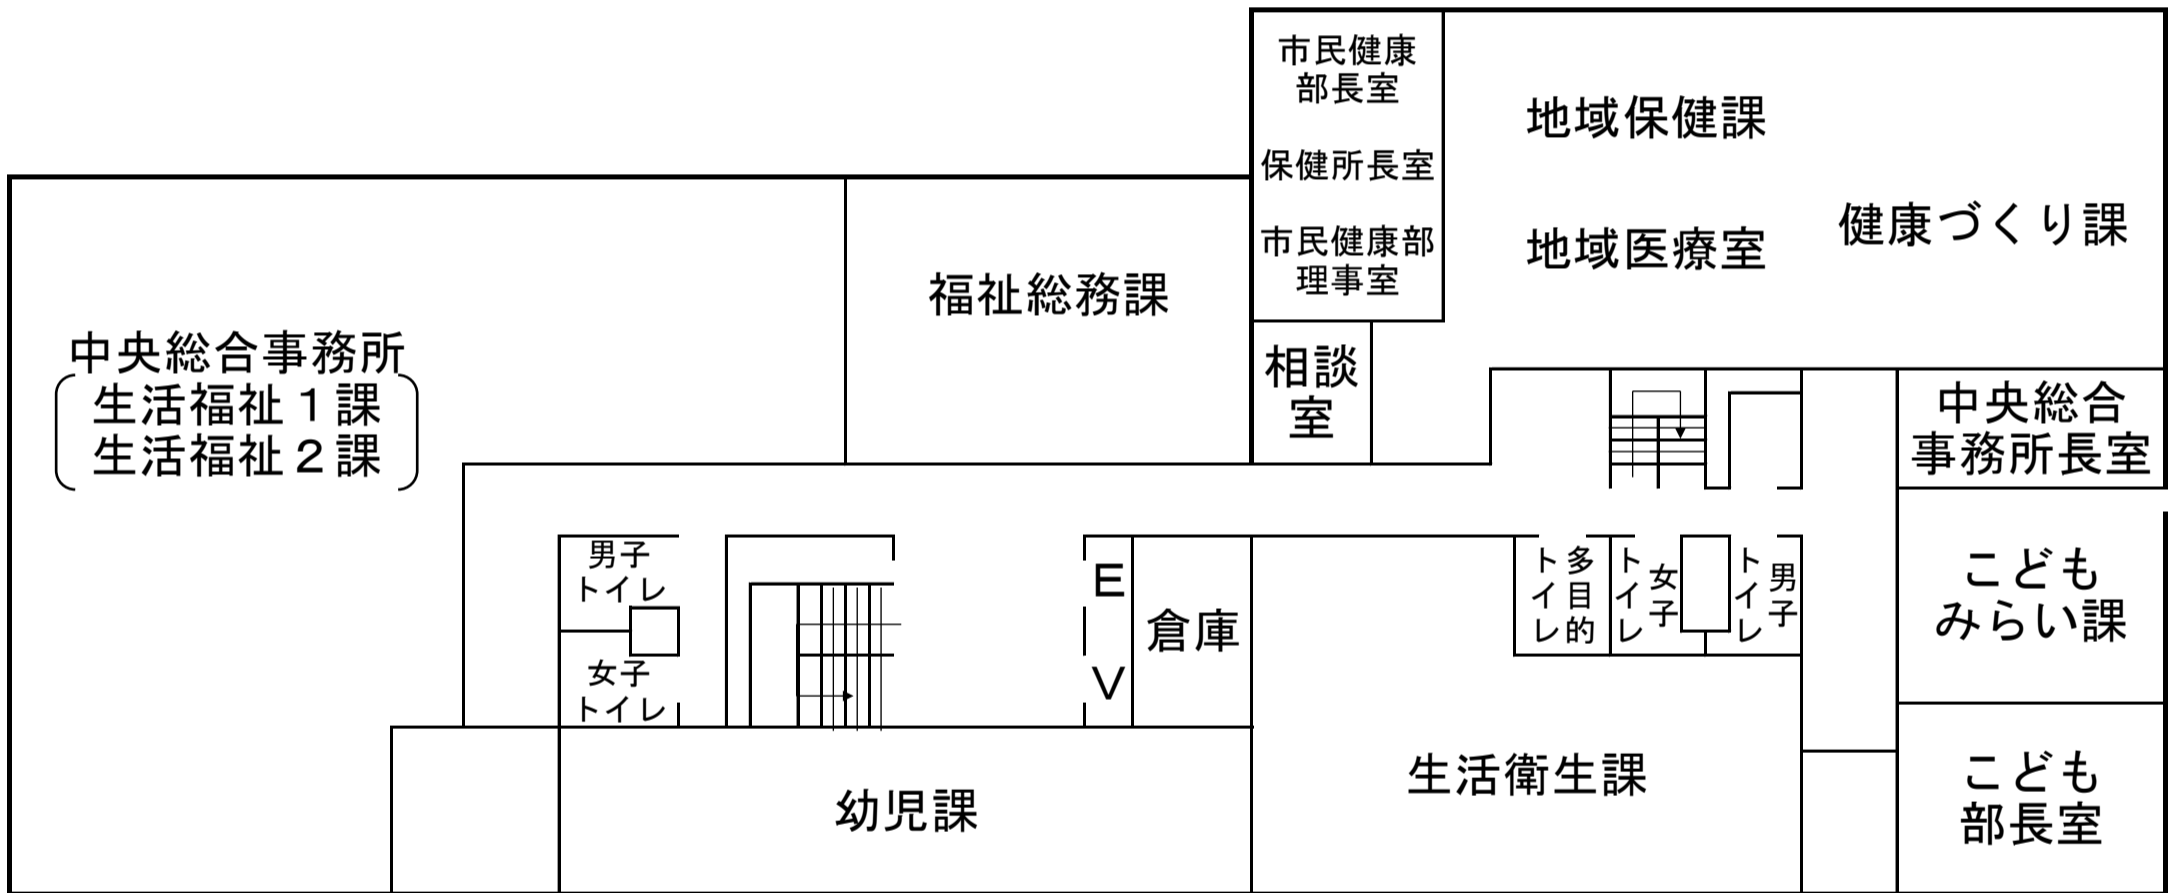 市民健康
部長室
保健所長室
市民健康部
理事室
地域保健課
地域医療室
健康づくり課
福祉総務課
中央総合事務所
生活福祉１課
生活福祉２課
相談
室
中央総合
事務所長室
男子
トイレ
女子
トイレ
E
V
倉庫
多目的
トイレ
女子
トイレ
男子
トイレ
こども
みらい課
生活衛生課
幼児課
こども
部長室